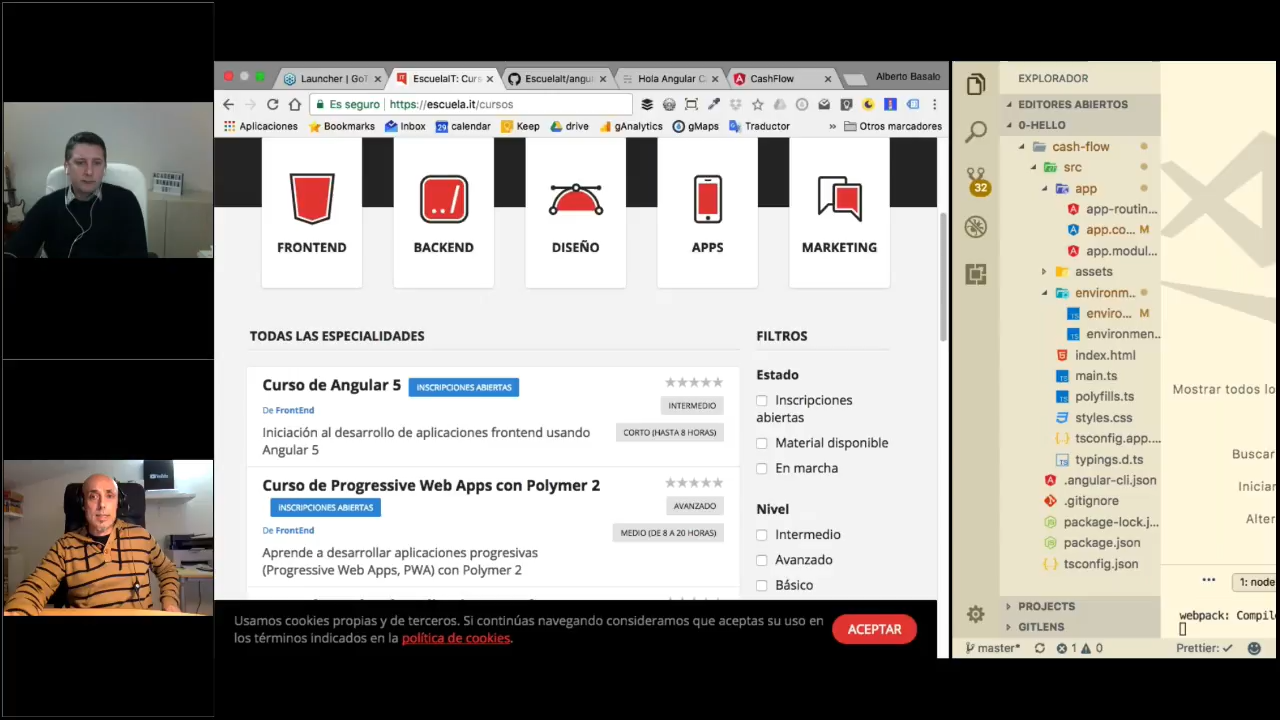 Launcher | GoT
EscuelaIT: Curs
EscuelaIt/angu
Hola Angular C
CashFlow
Alberto Basalo
Es seguro
https://escuela.it/cursos
Aplicaciones
Bookmarks
Inbox
calendar
Keep
drive
gAnalytics
gMaps
Traductor
»
Otros marcadores
FRONTEND
BACKEND
DISEÑO
APPS
MARKETING
TODAS LAS ESPECIALIDADES
Curso de Angular 5 INSCRIPCIONES ABIERTAS
INTERMEDIO
De FrontEnd
CORTO (HASTA 8 HORAS)
Iniciación al desarrollo de aplicaciones frontend usando
Angular 5
Curso de Progressive Web Apps con Polymer 2
INSCRIPCIONES ABIERTAS
AVANZADO
De FrontEnd
MEDIO (DE 8 A 20 HORAS)
Aprende a desarrollar aplicaciones progresivas
(Progressive Web Apps, PWA) con Polymer 2
FILTROS
Estado
Inscripciones
abiertas
Material disponible
En marcha
Nivel
Intermedio
Avanzado
Básico
Usamos cookies propias y de terceros. Si continúas navegando consideramos que aceptas su uso en
los términos indicados en la política de cookies.
ACEPTAR
EXPLORADOR
EDITORES ABIERTOS
0-HELLO
cash-flow
src
32
app
app-routin...
app.co... M
app.modul...
assets
environm...
enviro... M
environmen...
index.html
main.ts
polyfills.ts
styles.css
tsconfig.app....
typings.d.ts
.angular-cli.json
.gitignore
package-lock.j...
package.json
tsconfig.json
PROJECTS
GITLENS
Mostrar todos lo
Buscar
Iniciar
Alter
1: node
webpack: Compil
master*
1
0
Prettier: ✓